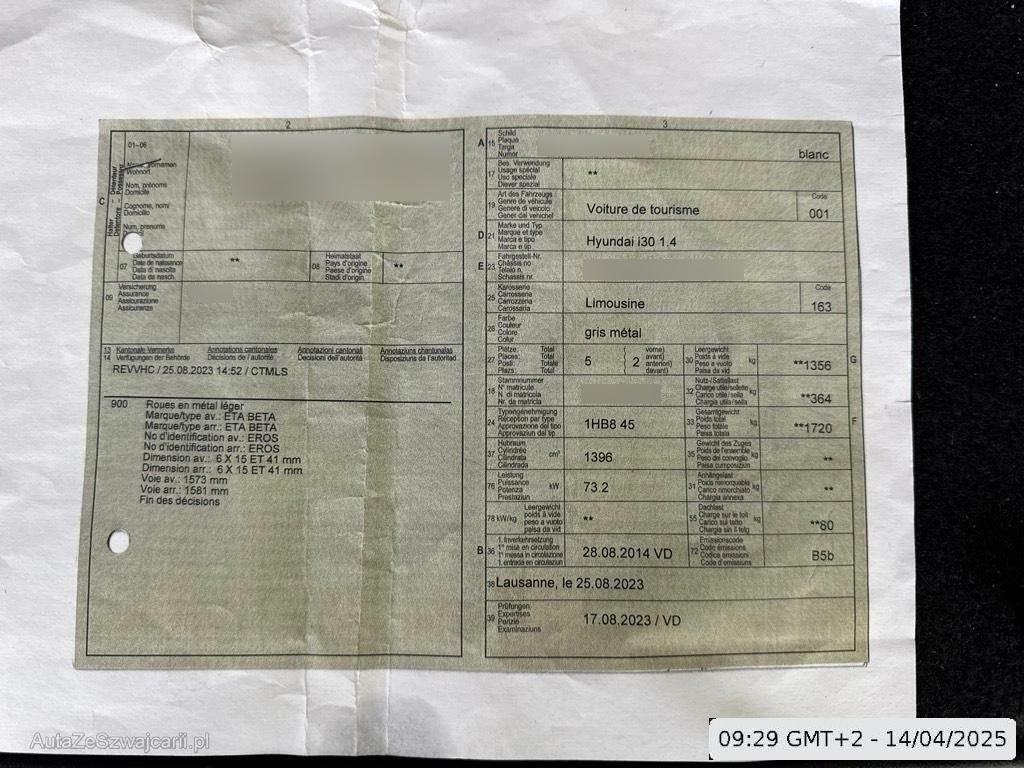 2
01-06
Wohnort
Nom, prénoms
Domicile
Cognome, nomi
Domicilio
Num, prenoms
C
07
Geburtsdatum
Date de naissance
Data di nascita
Data da nasch.
**
08
Heimatstaat
Pays d'origine
Paese d'origine
Stadi d'origin
**
09
Versicherung
Assurance
Assicurazione
Assicuranza
13
14
Kantonale Vermerke
Verfügungen der Behörde
Annotations cantonales
Décisions de l'autorité
Annotazioni cantonali
Decisioni dell'autorità
Annotaziuns chantunalas
Disposiziuns da l'autoritad
REVVHC / 25.08.2023 14:52 / CTMLS
900 Roues en métal léger
Marque/type av.: ETA BETA
Marque/type arr.: ETA BETA
No d'identification av.: EROS
No d'identification arr.: EROS
Dimension av.: 6 X 15 ET 41 mm
Dimension arr.: 6 X 15 ET 41 mm
Voie av.: 1573 mm
Voie arr.: 1581 mm
Fin des décisions
3
A 15
Schild
Plaque
Targa
Numer
blanc
17
Bes. Verwendung
Usage spécial
Uso speciale
Diever spezial
**
19
Art des Fahrzeugs
Genre de véhicule
Genere di veicolo
Gener dal vehichel
Voiture de tourisme
Code
001
D 21
Marke und Typ
Marque et type
Marca e tipo
Marca e tip
Hyundai i30 1.4
E 23
Fahrgestell-Nr.
Châssis no
Telaio n.
Schassis nr.
25
Karosserie
Carrosserie
Carrozzeria
Carossaria
Limousine
Code
163
26
Farbe
Couleur
Colore
Colur
gris métal
27
Plätze: Total
Places: Total
Posti: Totale
Plazs: Total
5
( vorne)
( avant)
( anteriori)
( davant)
2
30
Leergewicht
Poids à vide
Peso a vuoto
Paisa da vid
kg
**1356
G
18
Stammnummer
N° matricule
N. di matricola
Nr. da matricla
32
Nutz-/Sattellast
Charge utile/sellette
Carico utile/sella
Chargia utila/sella
kg
**364
24
Typengenehmigung
Réception par type
Approvazione del tipo
Approvaziun dal tip
1HB8 45
33
Gesamtgewicht
Poids total
Peso totale
Paisa totala
kg
**1720
F
37
Hubraum
Cylindrée
Cilindrata
Cilindrada
cm³
1396
35
Gewicht des Zuges
Poids de l'ensemble
Peso del convoglio
Paisa cumposiziun
kg
**
76
Leistung
Puissance
Potenza
Prestaziun
kW
73.2
31
Anhängelast
Poids remorquable
Carico rimorchiato
Chargia annexa
kg
**
78 kW/kg
Leergewicht
poids à vide
peso a vuoto
paisa da vid
**
55
Dachlast
Charge sur le toit
Carico sul tetto
Chargia sin il tetg
kg
**80
B 36
1. Inverkehrsetzung
1re mise en circulation
1a messa in circolazione
1. entrada en circulaziun
28.08.2014 VD
72
Emissionscode
Code émissions
Codice emissioni
Code d'emissiuns
B5b
38 Lausanne, le 25.08.2023
39
Prüfungen
Expertises
Perizie
Examinaziuns
17.08.2023 / VD
AutaZeSzwajcarii.pl
09:29 GMT+2 - 14/04/2025